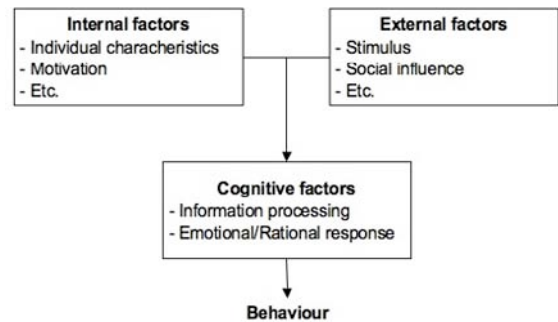 Internal factors
- Individual characheristics
- Motivation
- Etc.
External factors
- Stimulus
- Social influence
- Etc.
Cognitive factors
- Information processing
- Emotional/Rational response
Behaviour